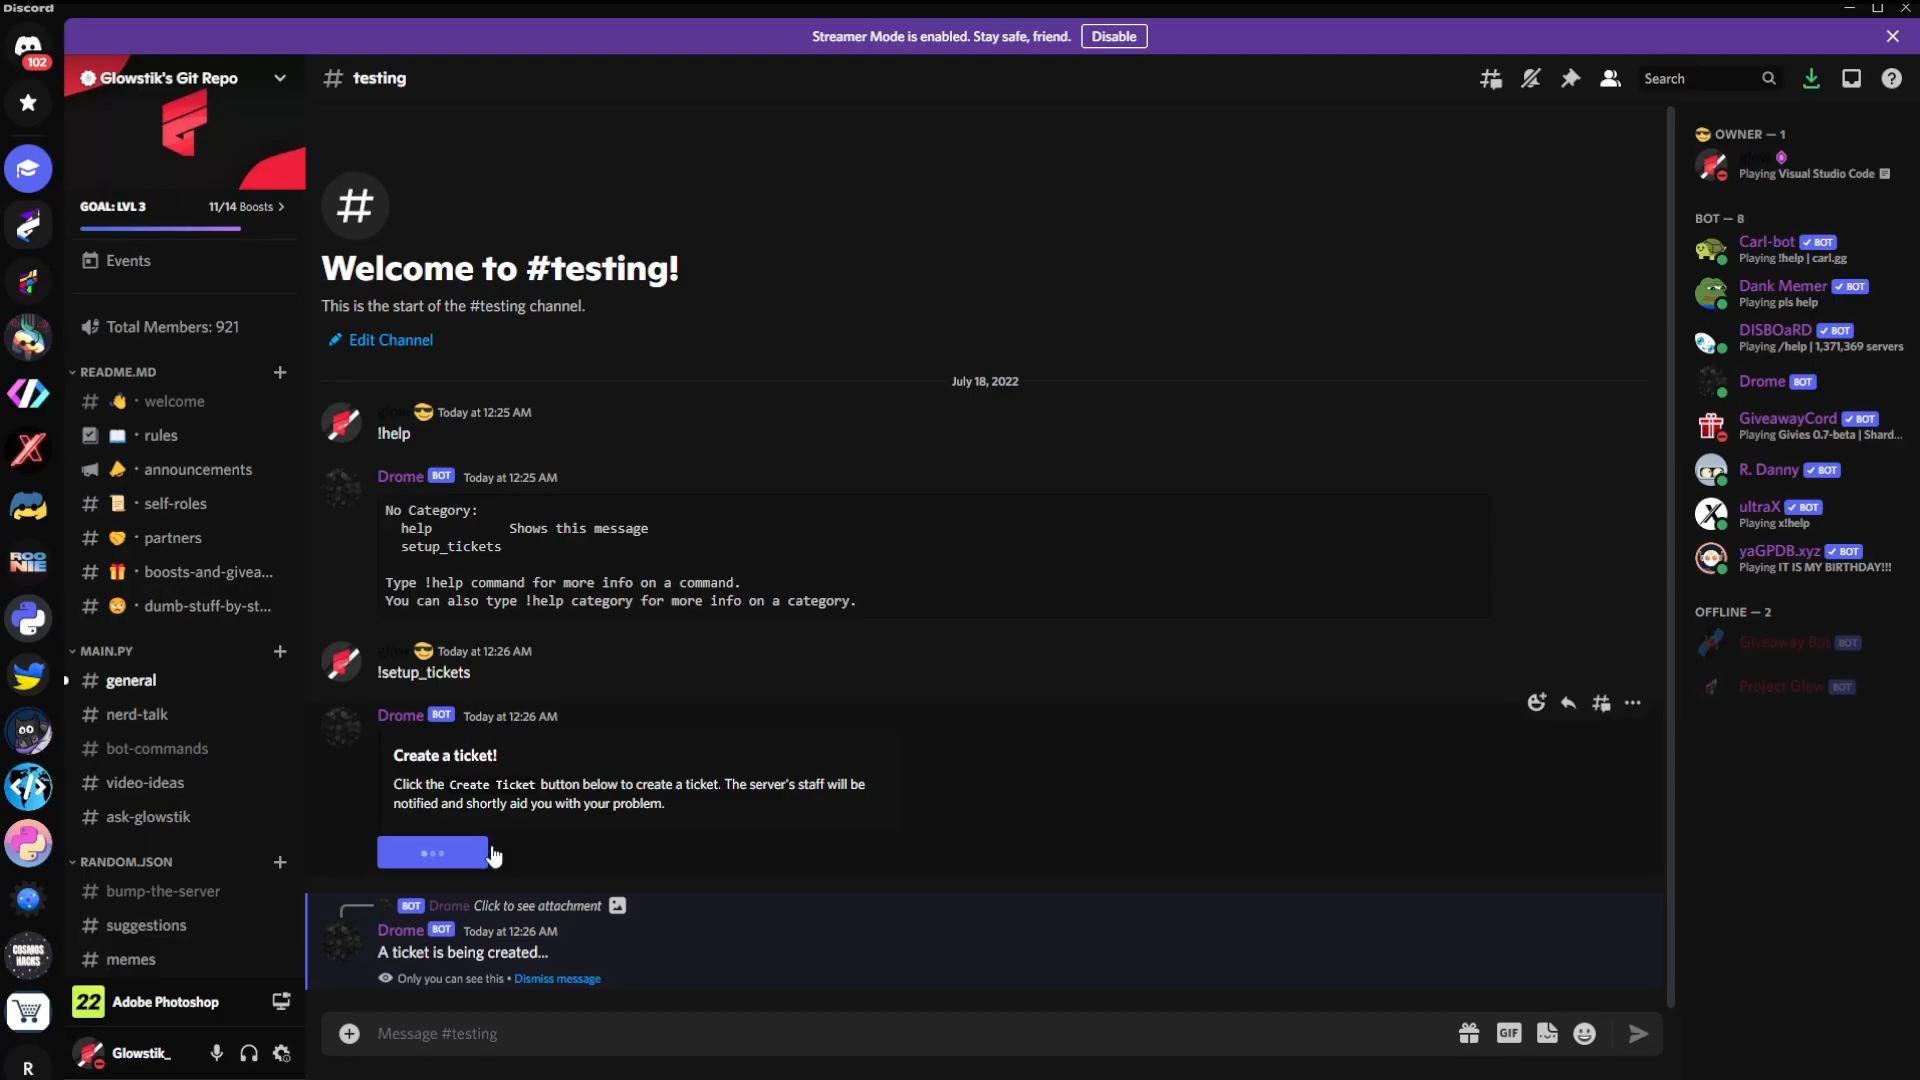 Discord
Streamer Mode is enabled. Stay safe, friend.
Disable
102
Glowstik's Git Repo
GOAL: LVL 3
11/14 Boosts
Events
Total Members: 921
README.MD
👋 · welcome
📖 · rules
🔔 · announcements
📜 · self-roles
🤝 · partners
🎁 · boosts-and-givea...
😳 · dumb-stuff-by-st...
MAIN.PY
general
nerd-talk
bot-commands
video-ideas
ask-glowstik
RANDOM.JSON
bump-the-server
suggestions
memes
22 Adobe Photoshop
Glowstik_
ROO
NIE
COSMOS
HACKS
R
# testing
Search
#
Welcome to #testing!
This is the start of the #testing channel.
Edit Channel
July 18, 2022
glow 😎 Today at 12:25 AM
!help
Drome BOT Today at 12:25 AM
No Category:
help Shows this message
setup_tickets
Type !help command for more info on a command.
You can also type !help category for more info on a category.
glow 😎 Today at 12:26 AM
!setup_tickets
Drome BOT Today at 12:26 AM
Create a ticket!
Click the Create Ticket button below to create a ticket. The server's staff will be
notified and shortly aid you with your problem.
BOT Drome Click to see attachment
Drome BOT Today at 12:26 AM
A ticket is being created...
Only you can see this • Dismiss message
Message #testing
GIF
😎 OWNER — 1
glow
Playing Visual Studio Code
BOT — 8
Carl-bot ✓ BOT
Playing !help | carl.gg
Dank Memer ✓ BOT
Playing pls help
DISBOaRD ✓ BOT
Playing /help | 1,371,369 servers
Drome BOT
GiveawayCord ✓ BOT
Playing Givies 0.7-beta | Shard...
R. Danny ✓ BOT
ultraX ✓ BOT
Playing x!help
yaGPDB.xyz ✓ BOT
Playing IT IS MY BIRTHDAY!!!
OFFLINE — 2
Giveaway Bot BOT
Project Glow BOT